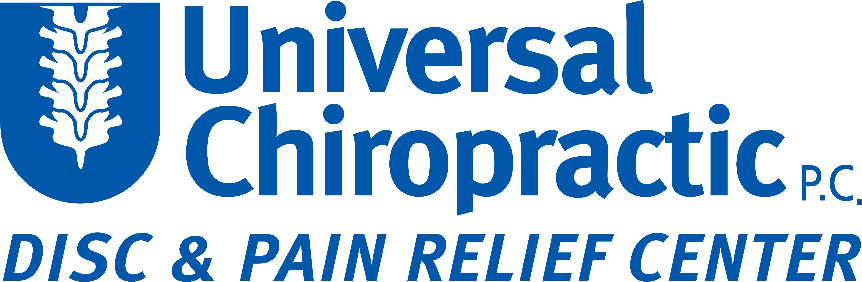 Universal
Chiropractic P.C.
DISC & PAIN RELIEF CENTER